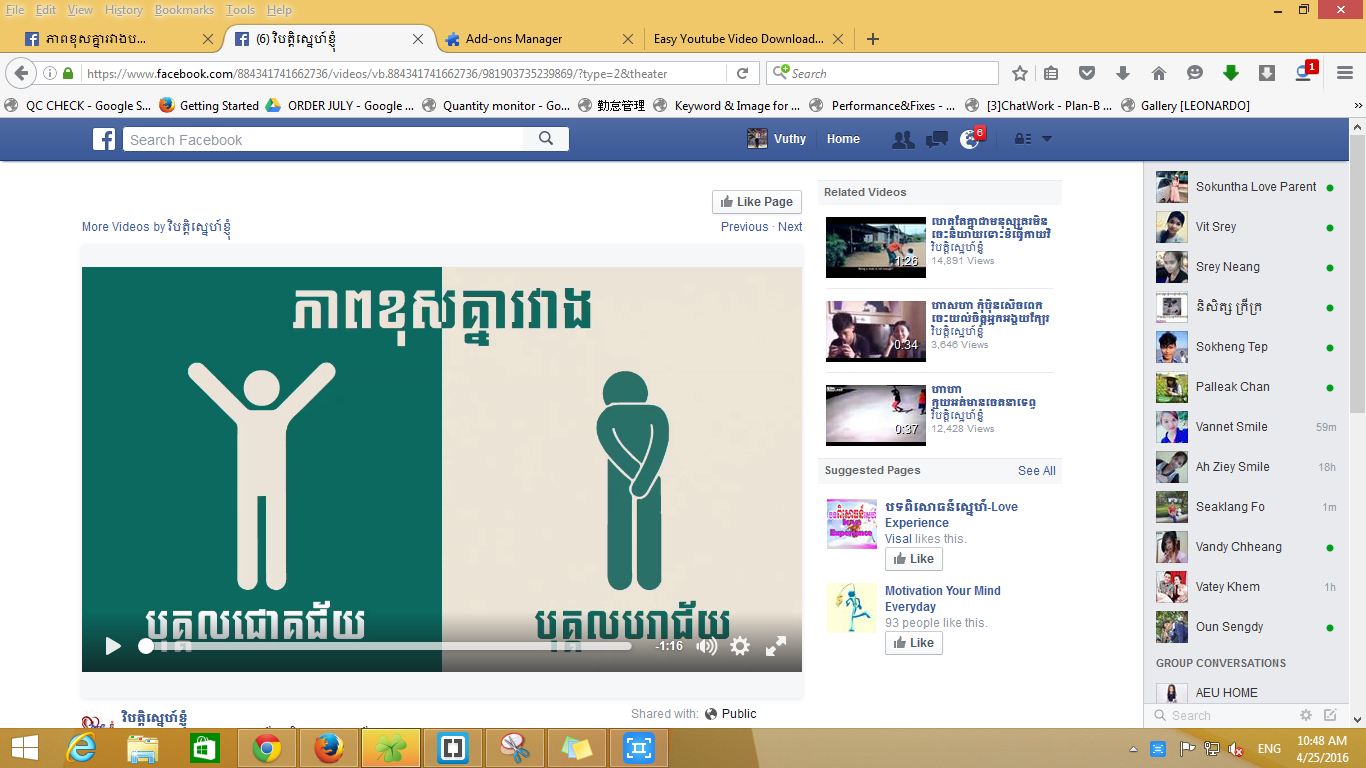 File Edit View History Bookmarks Tools Help
ភាពខុសគ្នារវាងប...
(6) វិបត្តិស្នេហ៍ខ្ញុំ
Add-ons Manager
Easy Youtube Video Download...
https://www.facebook.com/884341741662736/videos/vb.884341741662736/981903735239869/?type=2&theater
Search
1
QC CHECK - Google S...
Getting Started
ORDER JULY - Google ...
Quantity monitor - Go...
勤怠管理
Keyword & Image for ...
Performance&Fixes - ...
[3]ChatWork - Plan-B ...
Gallery [LEONARDO]
Search Facebook
Vuthy
Home
6
Like Page
More Videos by វិបត្តិស្នេហ៍ខ្ញុំ
Previous · Next
ភាពខុសគ្នារវាង
បុគ្គលជោគជ័យ
បុគ្គលបរាជ័យ
-1:16
វិបត្តិស្នេហ៍ខ្ញុំ
Shared with: Public
Related Videos
1:26
វិបត្តិស្នេហ៍ខ្ញុំ
14,891 Views
0:34
វិបត្តិស្នេហ៍ខ្ញុំ
3,646 Views
0:37
ហាហា
វិបត្តិស្នេហ៍ខ្ញុំ
12,428 Views
Suggested Pages
See All
បទពិសោធន៍ស្នេហ៍-Love
Experience
Visal likes this.
Like
Motivation Your Mind
Everyday
93 people like this.
Like
Sokuntha Love Parent
Vit Srey
Srey Neang
និសិត្ស ក្រីក្រ
Sokheng Tep
Palleak Chan
Vannet Smile 59m
Ah Ziey Smile 18h
Seaklang Fo 1m
Vandy Chheang
Vatey Khem 1h
Oun Sengdy
GROUP CONVERSATIONS
AEU HOME
Search
ENG
10:48 AM
4/25/2016